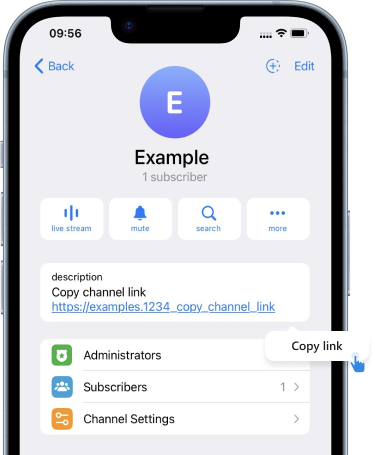 09:56
Back
Edit
E
Example
1 subscriber
live stream
mute
search
more
description
Copy channel link
https://examples.1234_copy_channel_link
Copy link
Administrators
Subscribers 1
Channel Settings